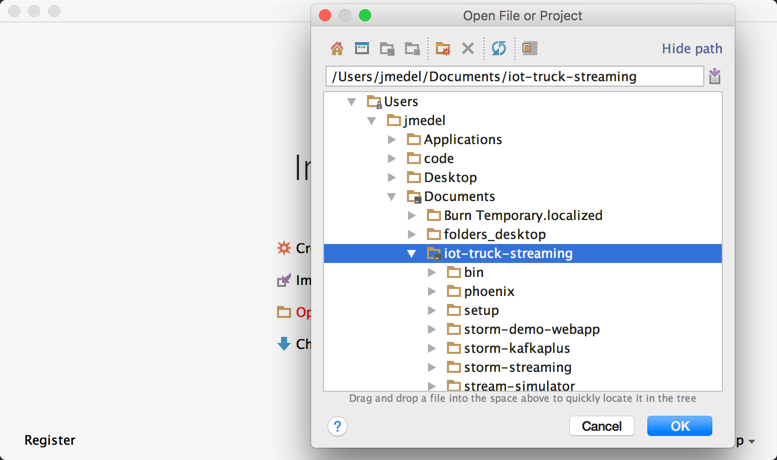 Open File or Project
Hide path
/Users/jmedel/Documents/iot-truck-streaming
Users
jmedel
Applications
code
Desktop
Documents
Burn Temporary.localized
folders_desktop
iot-truck-streaming
bin
phoenix
setup
storm-demo-webapp
storm-kafkaplus
storm-streaming
stream-simulator
Drag and drop a file into the space above to quickly locate it in the tree
? Cancel OK
In
Cr
Im
Op
Ch
Register
p